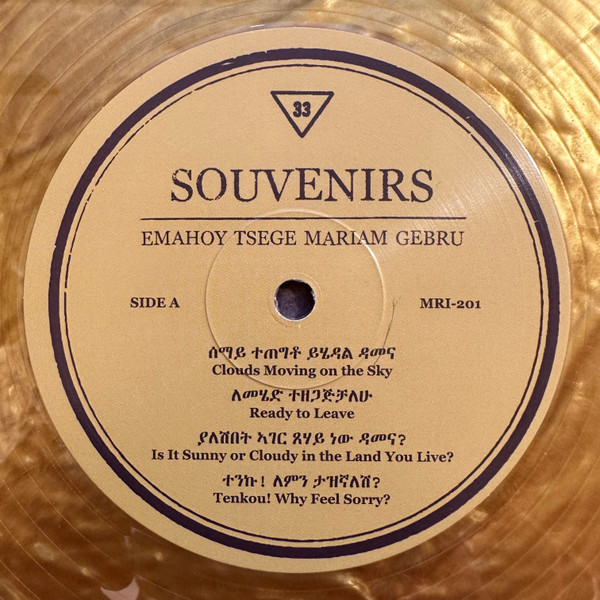 33
SOUVENIRS
EMAHOY TSEGE MARIAM GEBRU
SIDE A
MRI-201
ሰማይ ተጠግቶ ይሄዳል ዳመና
Clouds Moving on the Sky
ለመሄድ ተዘጋጅቻለሁ
Ready to Leave
ያለሽበት ኣገር ጸሃይ ነው ዳመና?
Is It Sunny or Cloudy in the Land You Live?
ተንኩ! ለምን ታዝኛለሽ?
Tenkou! Why Feel Sorry?